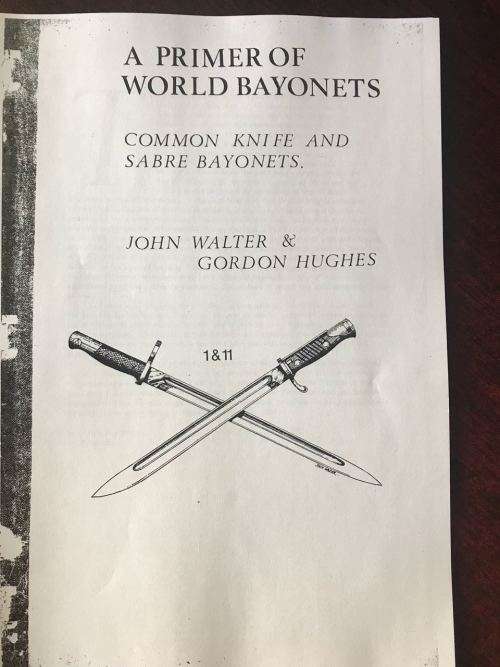 A PRIMER OF
WORLD BAYONETS
COMMON KNIFE AND
SABRE BAYONETS.
JOHN WALTER &
GORDON HUGHES
1&11